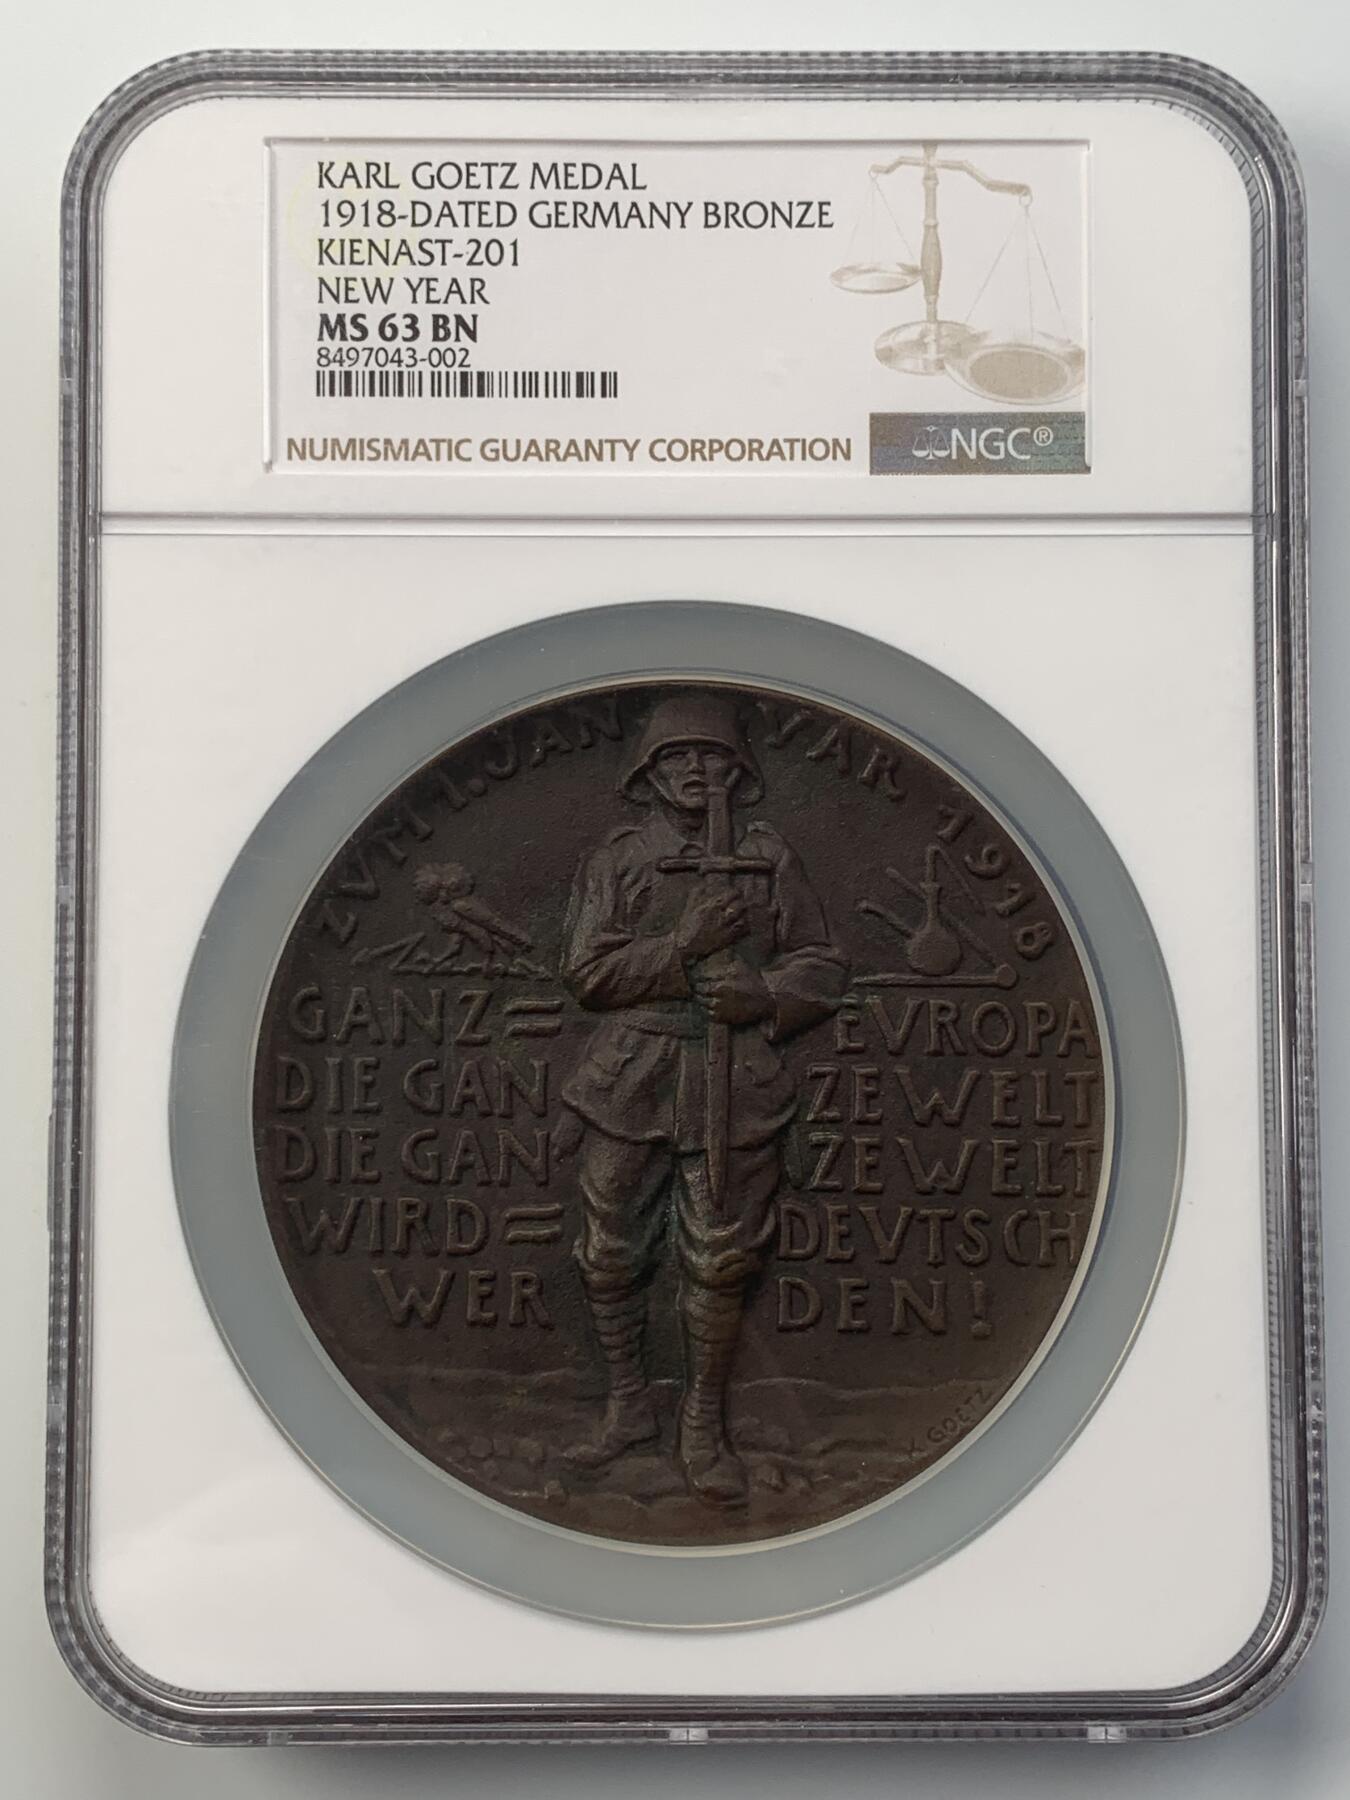 KARL GOETZ MEDAL
1918-DATED GERMANY BRONZE
KIENAST-201
NEW YEAR
MS 63 BN
8497043-002
NUMISMATIC GUARANTY CORPORATION
NGC®
ZVM 1. JAN VAR 1918
GANZ= EVROPA
DIE GAN ZE WELT
DIE GAN ZE WELT
WIRD= DEVTSCH
WER DEN!
K. GOETZ